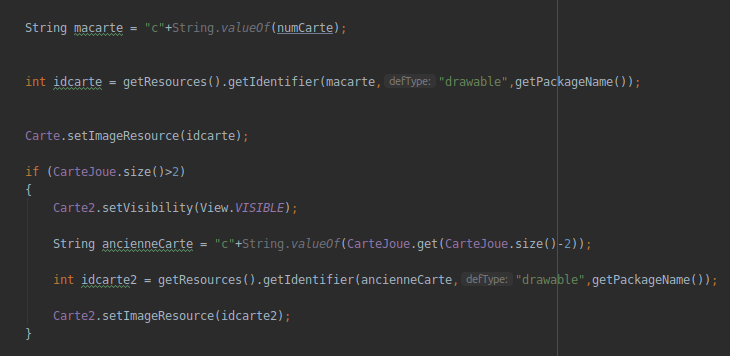 String macarte = "c"+String.valueOf(numCarte);
int idcarte = getResources().getIdentifier(macarte, defType: "drawable",getPackageName());
Carte.setImageResource(idcarte);
if (CarteJoue.size()>2)
{
Carte2.setVisibility(View.VISIBLE);
String ancienneCarte = "c"+String.valueOf(CarteJoue.get(CarteJoue.size()-2));
int idcarte2 = getResources().getIdentifier(ancienneCarte, defType: "drawable",getPackageName());
Carte2.setImageResource(idcarte2);
}